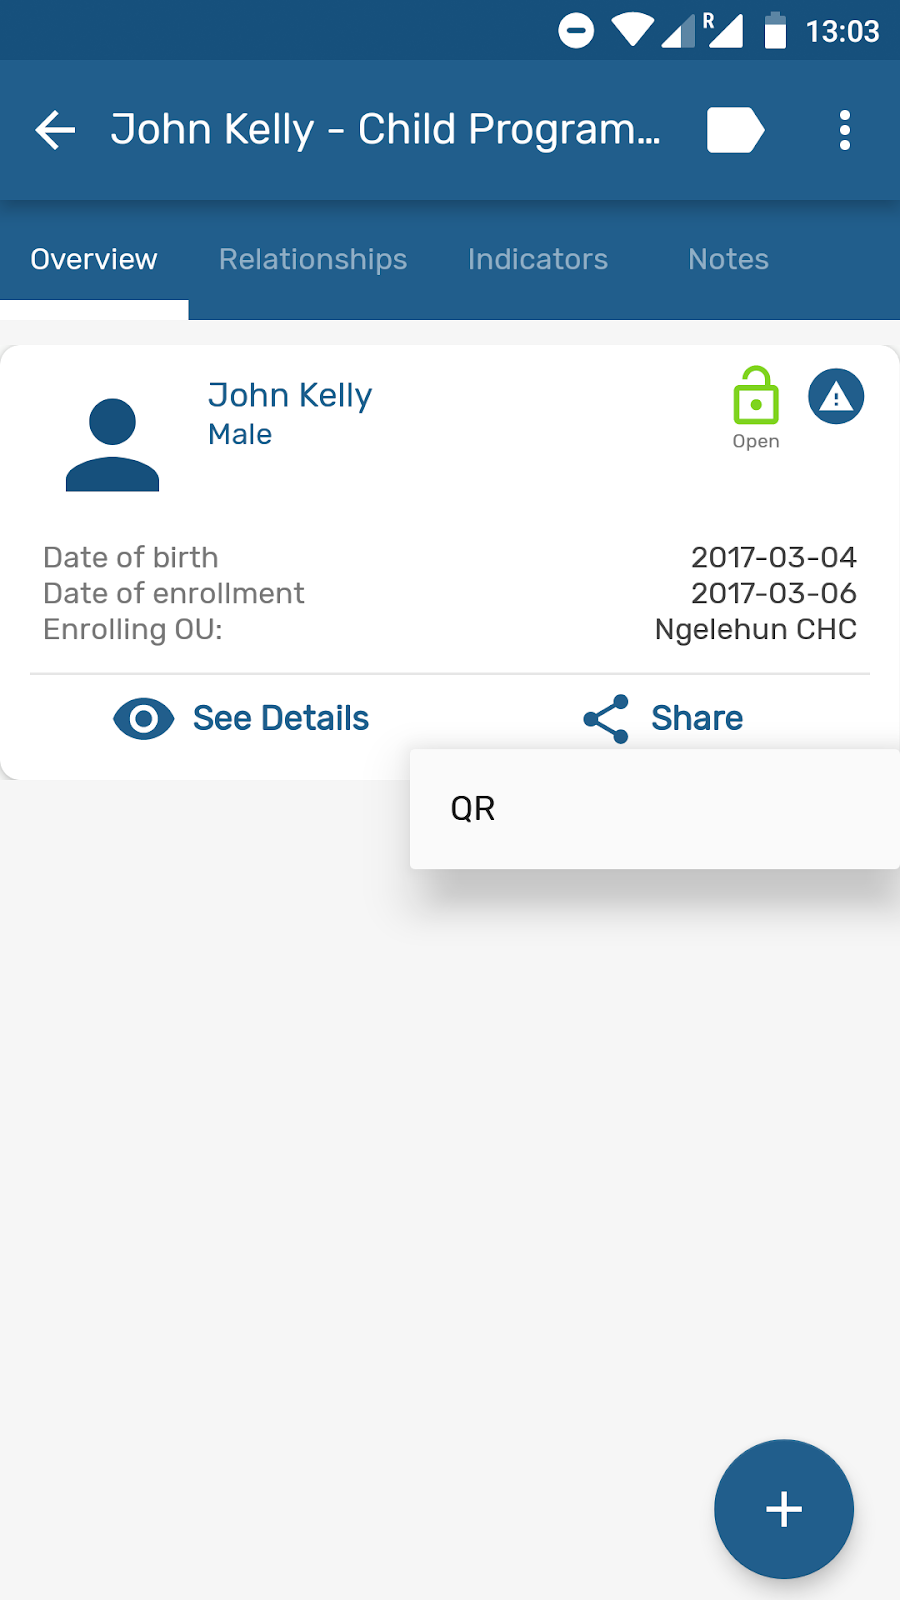 R 13:03
John Kelly - Child Program...
Overview Relationships Indicators Notes
John Kelly
Male
Open
Date of birth 2017-03-04
Date of enrollment 2017-03-06
Enrolling OU: Ngelehun CHC
See Details Share
QR